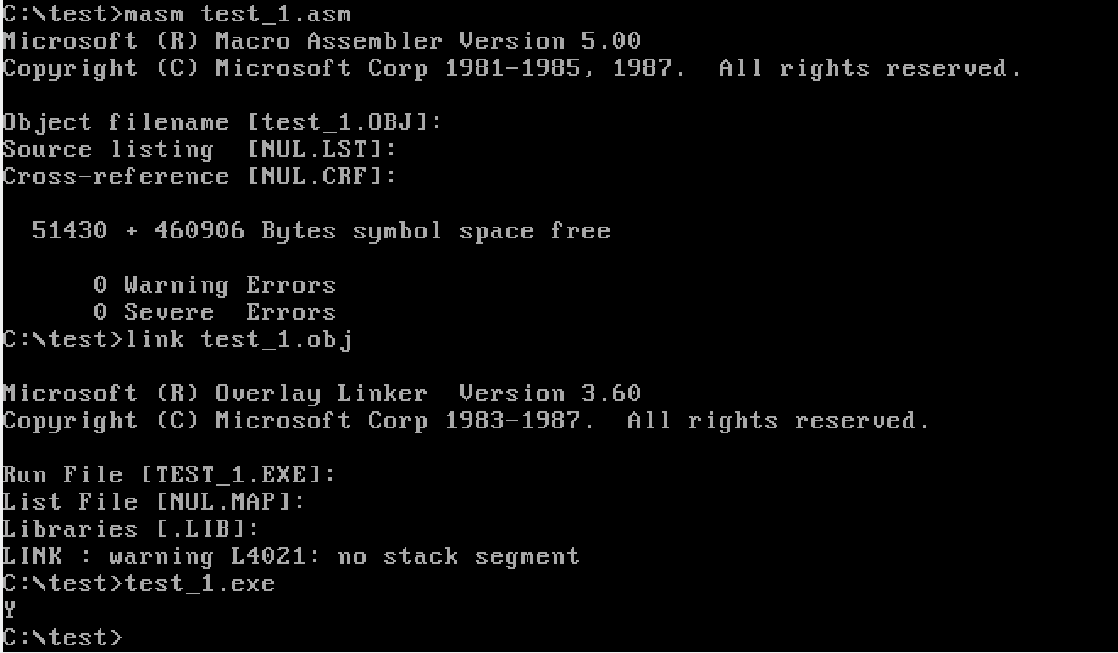 C:\test>masm test_1.asm
Microsoft (R) Macro Assembler Version 5.00
Copyright (C) Microsoft Corp 1981-1985, 1987.  All rights reserved.
Object filename [test_1.OBJ]:
Source listing  [NUL.LST]:
Cross-reference [NUL.CRF]:
51430 + 460906 Bytes symbol space free
0 Warning Errors
0 Severe  Errors
C:\test>link test_1.obj
Microsoft (R) Overlay Linker  Version 3.60
Copyright (C) Microsoft Corp 1983-1987.  All rights reserved.
Run File [TEST_1.EXE]:
List File [NUL.MAP]:
Libraries [.LIB]:
LINK : warning L4021: no stack segment
C:\test>test_1.exe
Y
C:\test>